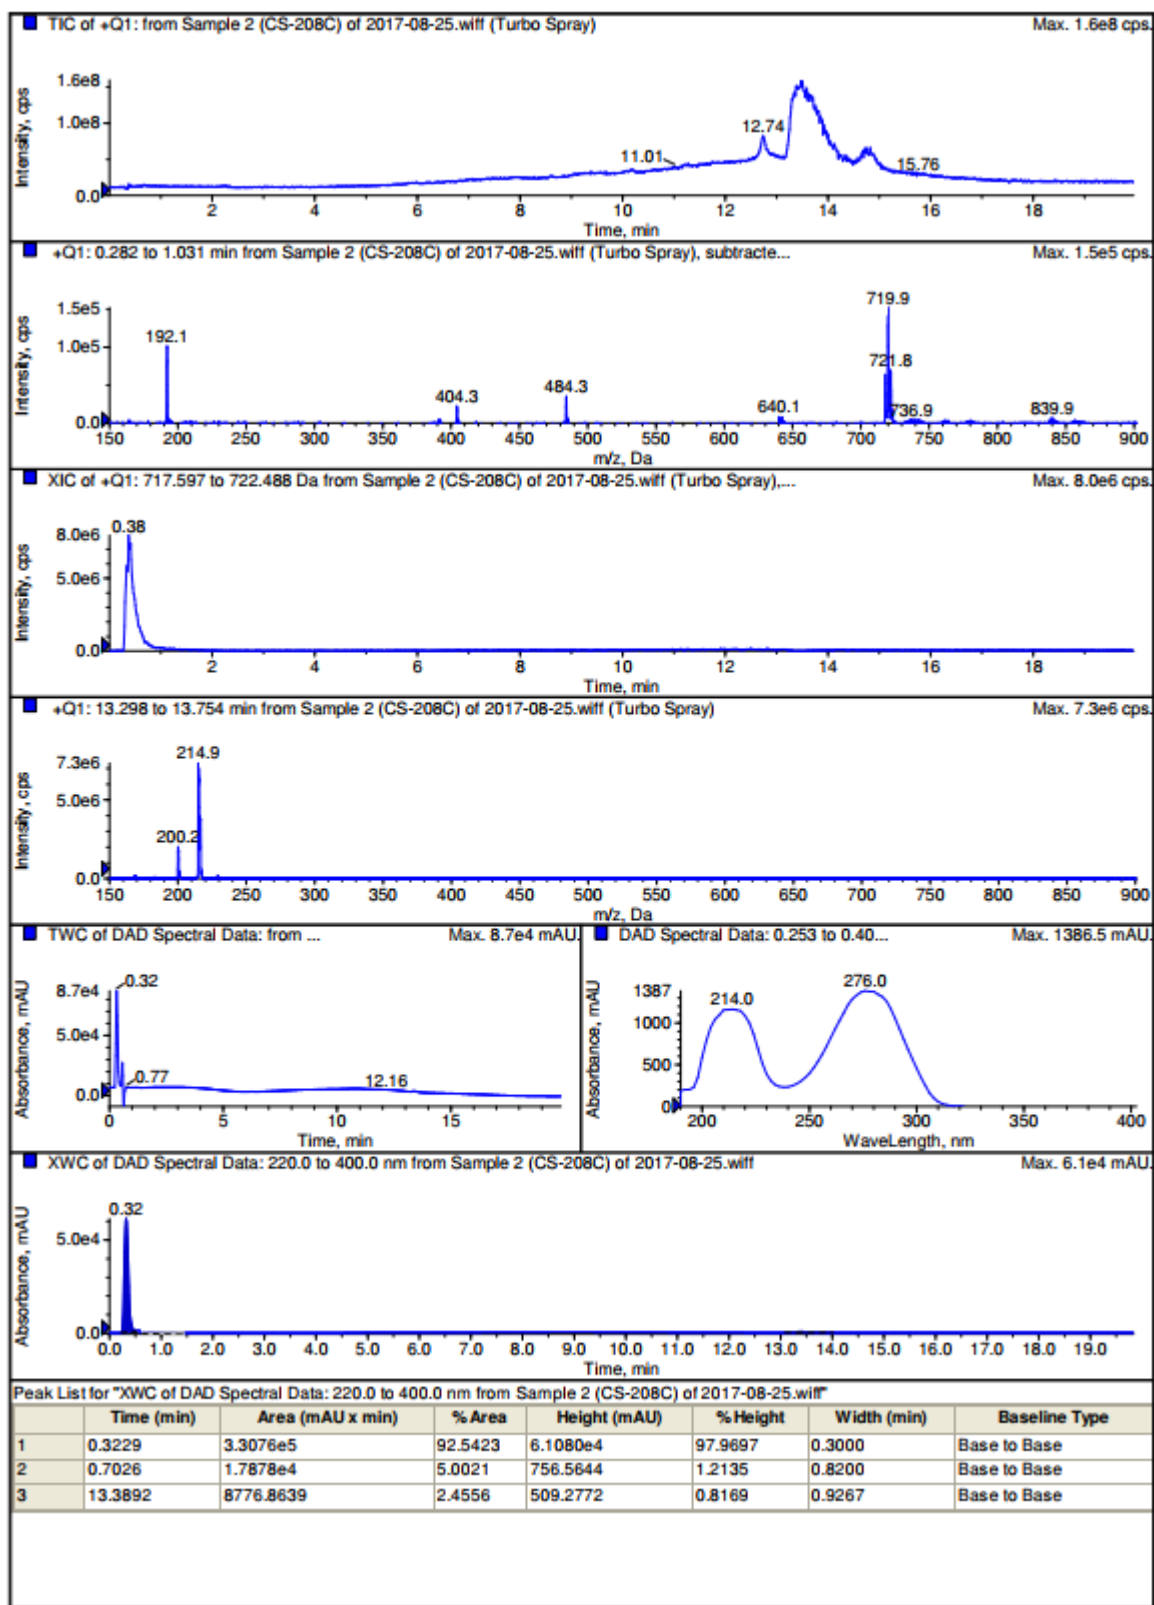 TIC of +Q1: from Sample 2 (CS-208C) of 2017-08-25.wiff (Turbo Spray) Max. 1.6e8 cps.
Intensity, cps
1.6e8
1.0e8
0.0
11.01
12.74
15.76
2 4 6 8 10 12 14 16 18
Time, min
+Q1: 0.282 to 1.031 min from Sample 2 (CS-208C) of 2017-08-25.wiff (Turbo Spray), subtracte... Max. 1.5e5 cps.
Intensity, cps
1.5e5
1.0e5
0.0
192.1
404.3
484.3
640.1
719.9
721.8
736.9
839.9
150 200 250 300 350 400 450 500 550 600 650 700 750 800 850 900
m/z, Da
XIC of +Q1: 717.597 to 722.488 Da from Sample 2 (CS-208C) of 2017-08-25.wiff (Turbo Spray),... Max. 8.0e6 cps.
Intensity, cps
8.0e6
5.0e6
0.0
0.38
2 4 6 8 10 12 14 16 18
Time, min
+Q1: 13.298 to 13.754 min from Sample 2 (CS-208C) of 2017-08-25.wiff (Turbo Spray) Max. 7.3e6 cps.
Intensity, cps
7.3e6
5.0e6
0.0
200.2
214.9
150 200 250 300 350 400 450 500 550 600 650 700 750 800 850 900
m/z, Da
TWC of DAD Spectral Data: from ... Max. 8.7e4 mAU.
Absorbance, mAU
8.7e4
5.0e4
0.0
0.32
0.77
12.16
0 5 10 15
Time, min
DAD Spectral Data: 0.253 to 0.40... Max. 1386.5 mAU.
Absorbance, mAU
1387
1000
500
0
214.0
276.0
200 250 300 350 400
WaveLength, nm
XWC of DAD Spectral Data: 220.0 to 400.0 nm from Sample 2 (CS-208C) of 2017-08-25.wiff Max. 6.1e4 mAU.
Absorbance, mAU
5.0e4
0.0
0.32
0.0 1.0 2.0 3.0 4.0 5.0 6.0 7.0 8.0 9.0 10.0 11.0 12.0 13.0 14.0 15.0 16.0 17.0 18.0 19.0
Time, min
Peak List for "XWC of DAD Spectral Data: 220.0 to 400.0 nm from Sample 2 (CS-208C) of 2017-08-25.wiff"
Time (min) Area (mAU x min) % Area Height (mAU) % Height Width (min) Baseline Type
1 0.3229 3.3076e5 92.5423 6.1080e4 97.9697 0.3000 Base to Base
2 0.7026 1.7878e4 5.0021 756.5644 1.2135 0.8200 Base to Base
3 13.3892 8776.8639 2.4556 509.2772 0.8169 0.9267 Base to Base